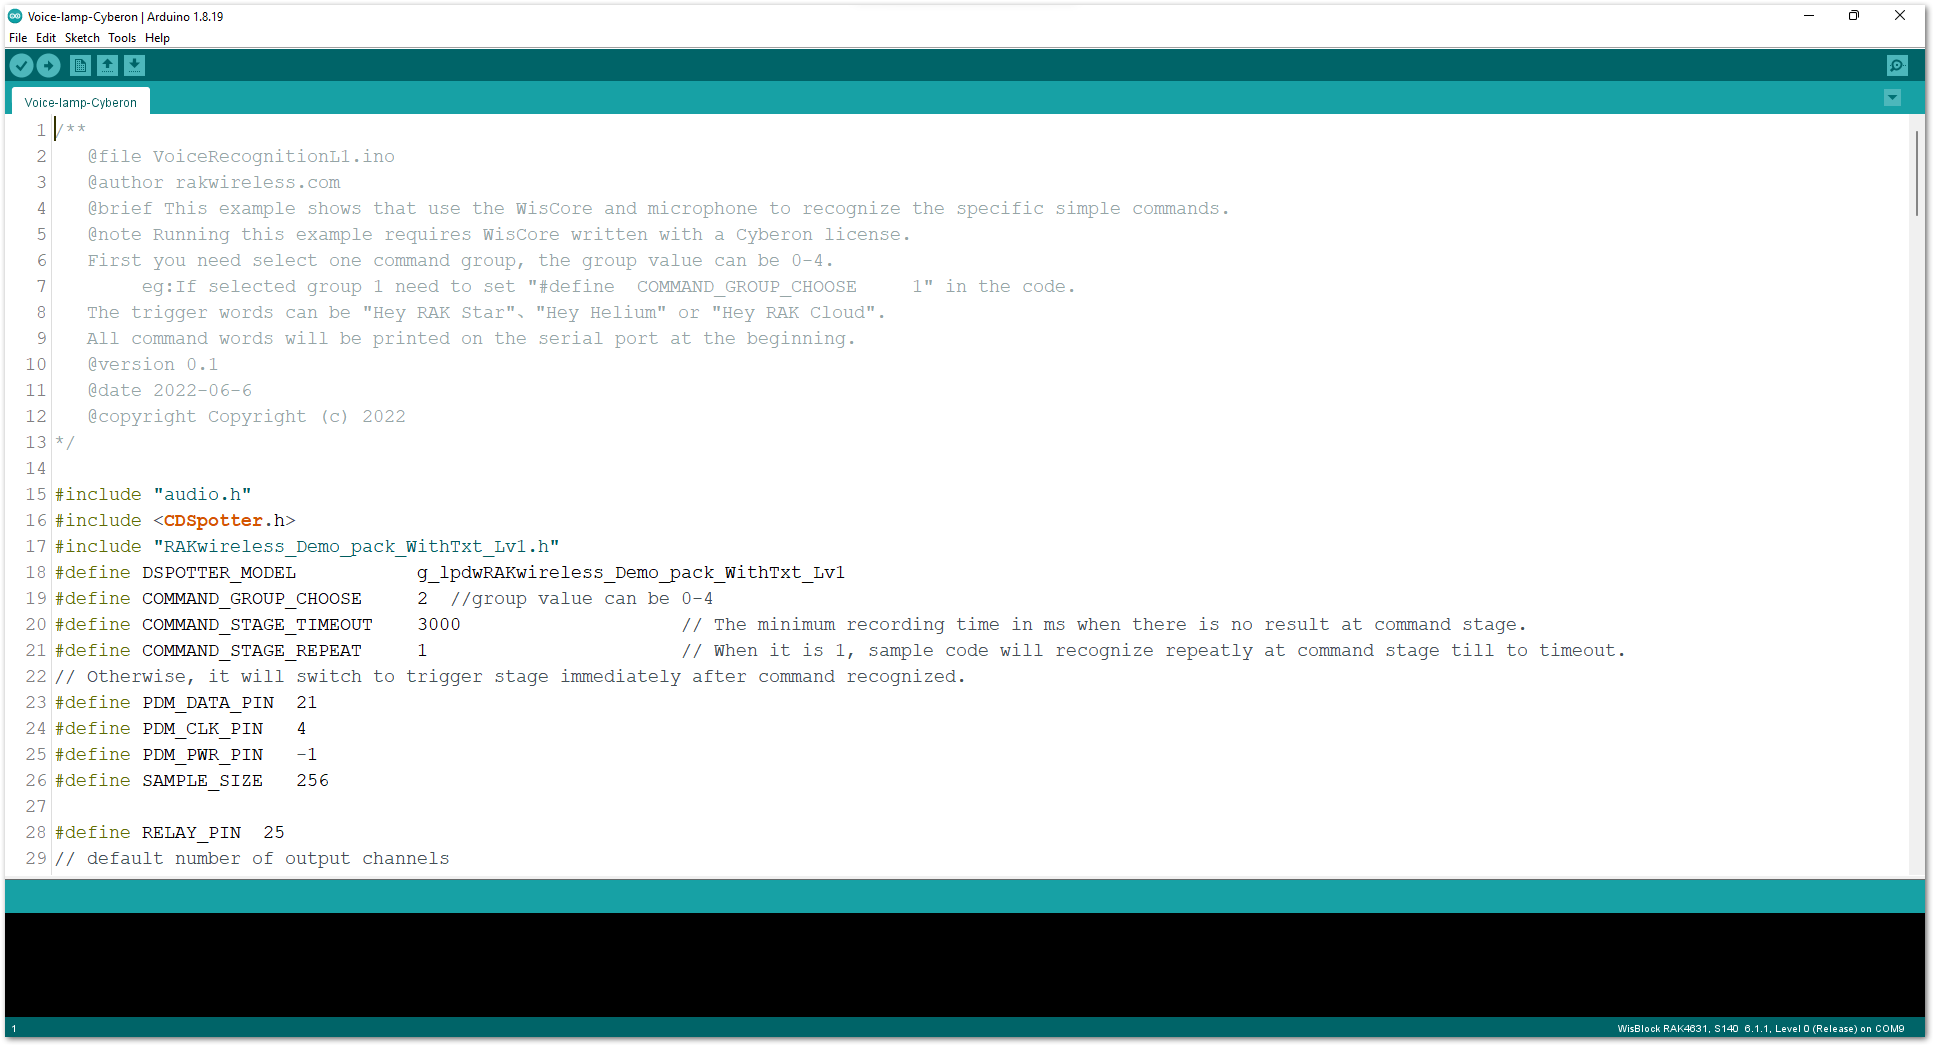 Voice-lamp-Cyberon | Arduino 1.8.19
File Edit Sketch Tools Help
Voice-lamp-Cyberon
1 /**
2    @file VoiceRecognitionL1.ino
3    @author rakwireless.com
4    @brief This example shows that use the WisCore and microphone to recognize the specific simple commands.
5    @note Running this example requires WisCore written with a Cyberon license.
6    First you need select one command group, the group value can be 0-4.
7         eg:If selected group 1 need to set "#define  COMMAND_GROUP_CHOOSE     1" in the code.
8    The trigger words can be "Hey RAK Star"、"Hey Helium" or "Hey RAK Cloud".
9    All command words will be printed on the serial port at the beginning.
10    @version 0.1
11    @date 2022-06-6
12    @copyright Copyright (c) 2022
13 */
14
15 #include "audio.h"
16 #include <CDSpotter.h>
17 #include "RAKwireless_Demo_pack_WithTxt_Lv1.h"
18 #define DSPOTTER_MODEL           g_lpdwRAKwireless_Demo_pack_WithTxt_Lv1
19 #define COMMAND_GROUP_CHOOSE     2  //group value can be 0-4
20 #define COMMAND_STAGE_TIMEOUT    3000                    // The minimum recording time in ms when there is no result at command stage.
21 #define COMMAND_STAGE_REPEAT     1                       // When it is 1, sample code will recognize repeatly at command stage till to timeout.
22 // Otherwise, it will switch to trigger stage immediately after command recognized.
23 #define PDM_DATA_PIN  21
24 #define PDM_CLK_PIN   4
25 #define PDM_PWR_PIN   -1
26 #define SAMPLE_SIZE   256
27
28 #define RELAY_PIN  25
29 // default number of output channels
1
WisBlock RAK4631, S140 6.1.1, Level 0 (Release) on COM9